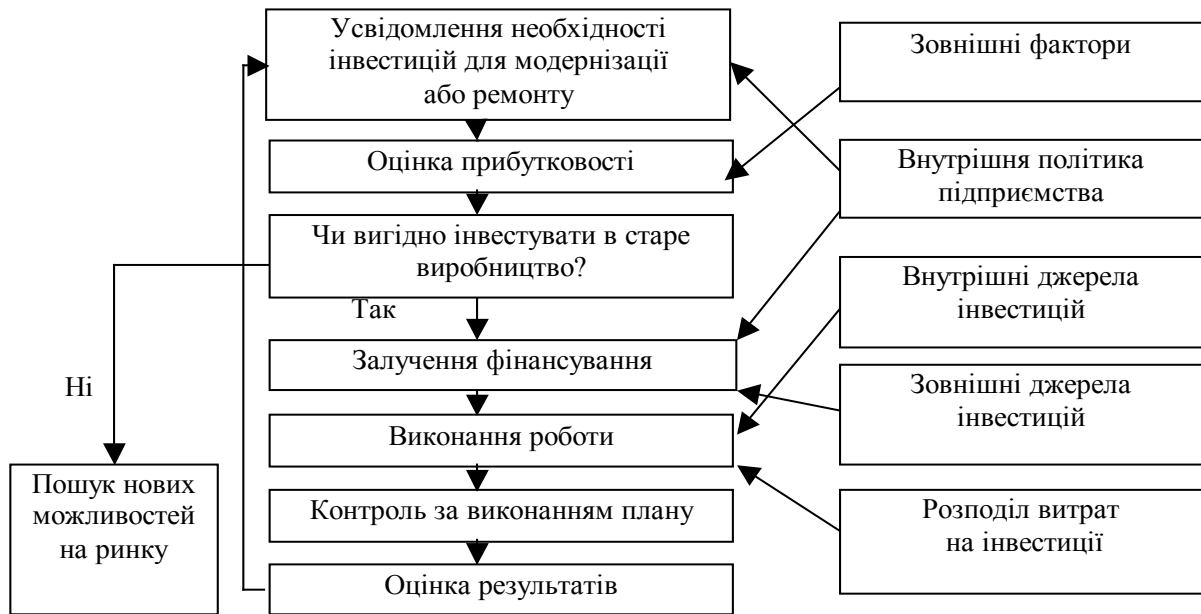 Усвідомлення необхідності
інвестицій для модернізації
або ремонту
Оцінка прибутковості
Чи вигідно інвестувати в старе
виробництво?
Так
Залучення фінансування
Ні
Виконання роботи
Пошук нових
можливостей
на ринку
Контроль за виконанням плану
Оцінка результатів
Зовнішні фактори
Внутрішня політика
підприємства
Внутрішні джерела
інвестицій
Зовнішні джерела
інвестицій
Розподіл витрат
на інвестиції